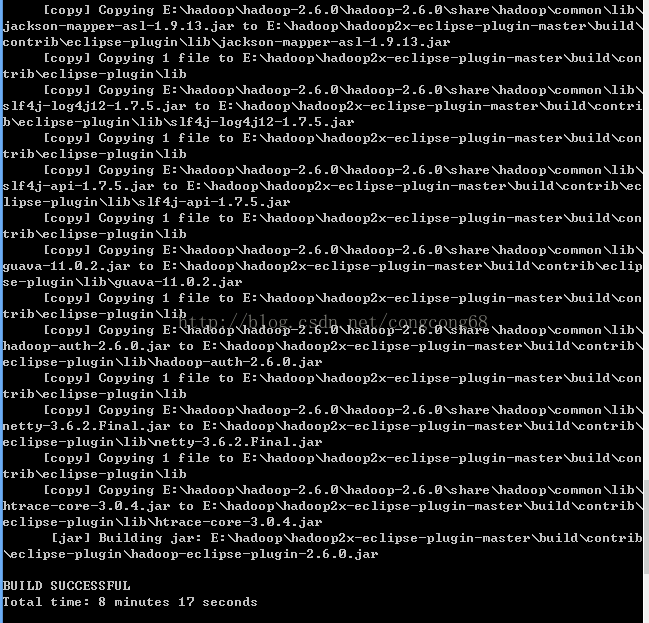 [copy] Copying E:\hadoop\hadoop-2.6.0\hadoop-2.6.0\share\hadoop\common\lib\
jackson-mapper-asl-1.9.13.jar to E:\hadoop\hadoop2x-eclipse-plugin-master\build\
contrib\eclipse-plugin\lib\jackson-mapper-asl-1.9.13.jar
[copy] Copying 1 file to E:\hadoop\hadoop2x-eclipse-plugin-master\build\con
trib\eclipse-plugin\lib
[copy] Copying E:\hadoop\hadoop-2.6.0\hadoop-2.6.0\share\hadoop\common\lib\
slf4j-log4j12-1.7.5.jar to E:\hadoop\hadoop2x-eclipse-plugin-master\build\contri
b\eclipse-plugin\lib\slf4j-log4j12-1.7.5.jar
[copy] Copying 1 file to E:\hadoop\hadoop2x-eclipse-plugin-master\build\con
trib\eclipse-plugin\lib
[copy] Copying E:\hadoop\hadoop-2.6.0\hadoop-2.6.0\share\hadoop\common\lib\
slf4j-api-1.7.5.jar to E:\hadoop\hadoop2x-eclipse-plugin-master\build\contrib\ec
lipse-plugin\lib\slf4j-api-1.7.5.jar
[copy] Copying 1 file to E:\hadoop\hadoop2x-eclipse-plugin-master\build\con
trib\eclipse-plugin\lib
[copy] Copying E:\hadoop\hadoop-2.6.0\hadoop-2.6.0\share\hadoop\common\lib\
guava-11.0.2.jar to E:\hadoop\hadoop2x-eclipse-plugin-master\build\contrib\eclip
se-plugin\lib\guava-11.0.2.jar
[copy] Copying 1 file to E:\hadoop\hadoop2x-eclipse-plugin-master\build\con
trib\eclipse-plugin\lib
http://blog.csdn.net/congcong68
[copy] Copying E:\hadoop\hadoop-2.6.0\hadoop-2.6.0\share\hadoop\common\lib\
hadoop-auth-2.6.0.jar to E:\hadoop\hadoop2x-eclipse-plugin-master\build\contrib\
eclipse-plugin\lib\hadoop-auth-2.6.0.jar
[copy] Copying 1 file to E:\hadoop\hadoop2x-eclipse-plugin-master\build\con
trib\eclipse-plugin\lib
[copy] Copying E:\hadoop\hadoop-2.6.0\hadoop-2.6.0\share\hadoop\common\lib\
netty-3.6.2.Final.jar to E:\hadoop\hadoop2x-eclipse-plugin-master\build\contrib\
eclipse-plugin\lib\netty-3.6.2.Final.jar
[copy] Copying 1 file to E:\hadoop\hadoop2x-eclipse-plugin-master\build\con
trib\eclipse-plugin\lib
[copy] Copying E:\hadoop\hadoop-2.6.0\hadoop-2.6.0\share\hadoop\common\lib\
htrace-core-3.0.4.jar to E:\hadoop\hadoop2x-eclipse-plugin-master\build\contrib\
eclipse-plugin\lib\htrace-core-3.0.4.jar
[jar] Building jar: E:\hadoop\hadoop2x-eclipse-plugin-master\build\contrib
\eclipse-plugin\hadoop-eclipse-plugin-2.6.0.jar
BUILD SUCCESSFUL
Total time: 8 minutes 17 seconds